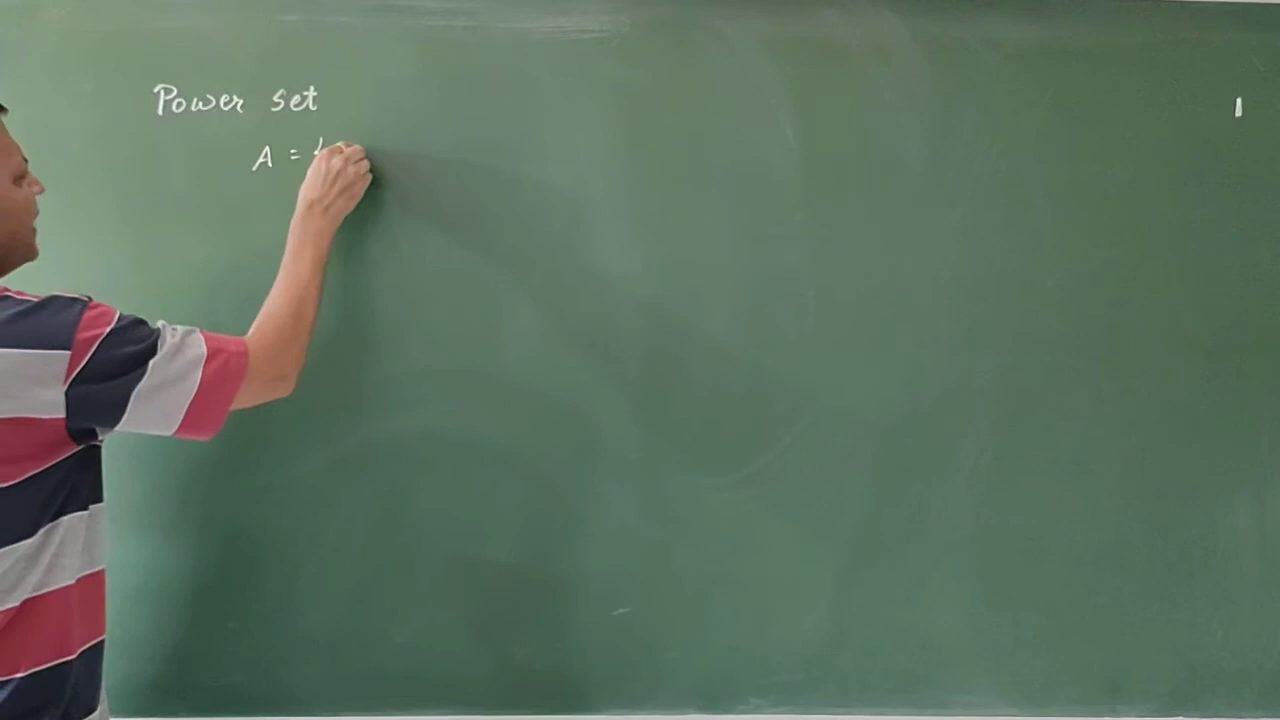 Power set
A = {